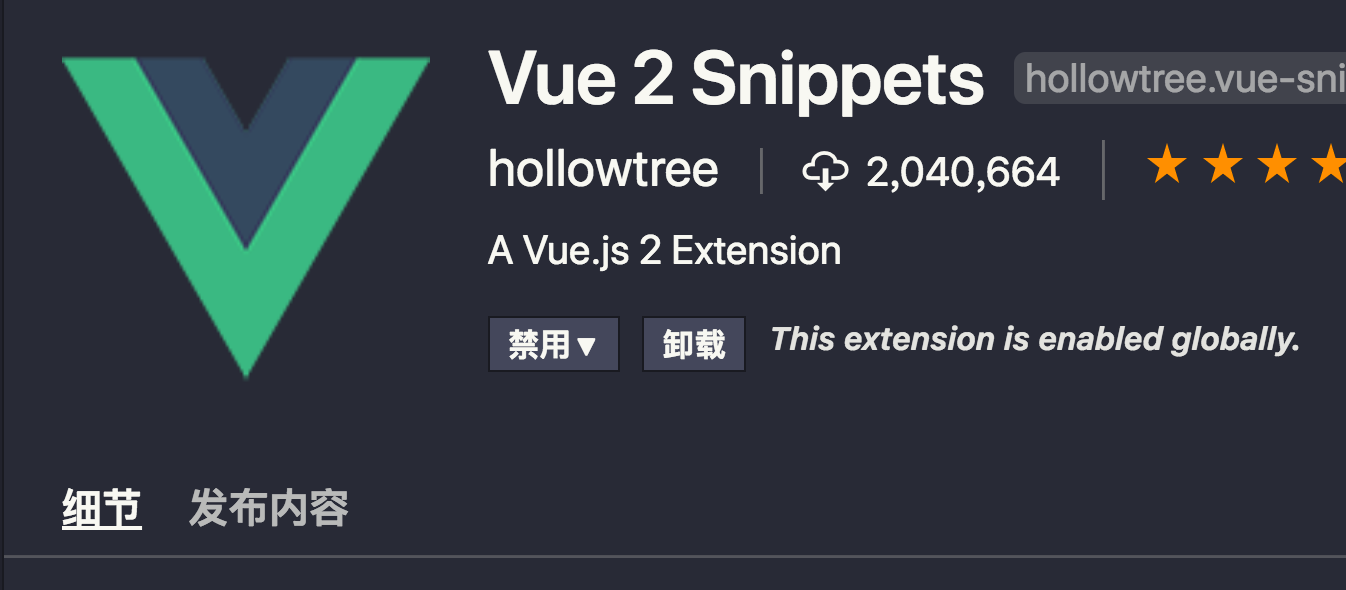 Vue 2 Snippets hollowtree.vue-sni
hollowtree 2,040,664
A Vue.js 2 Extension
禁用 卸载 This extension is enabled globally.
细节 发布内容